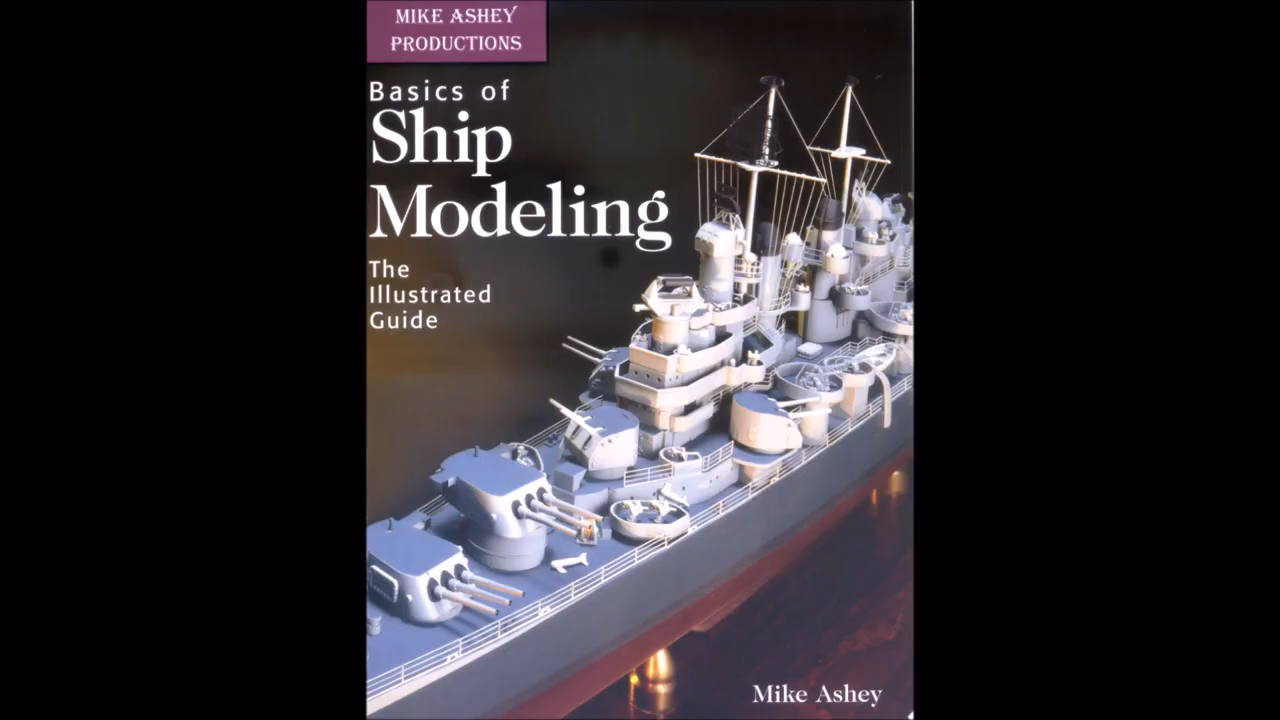 MIKE ASHEY
PRODUCTIONS
Basics of
Ship
Modeling
The
Illustrated
Guide
Mike Ashey